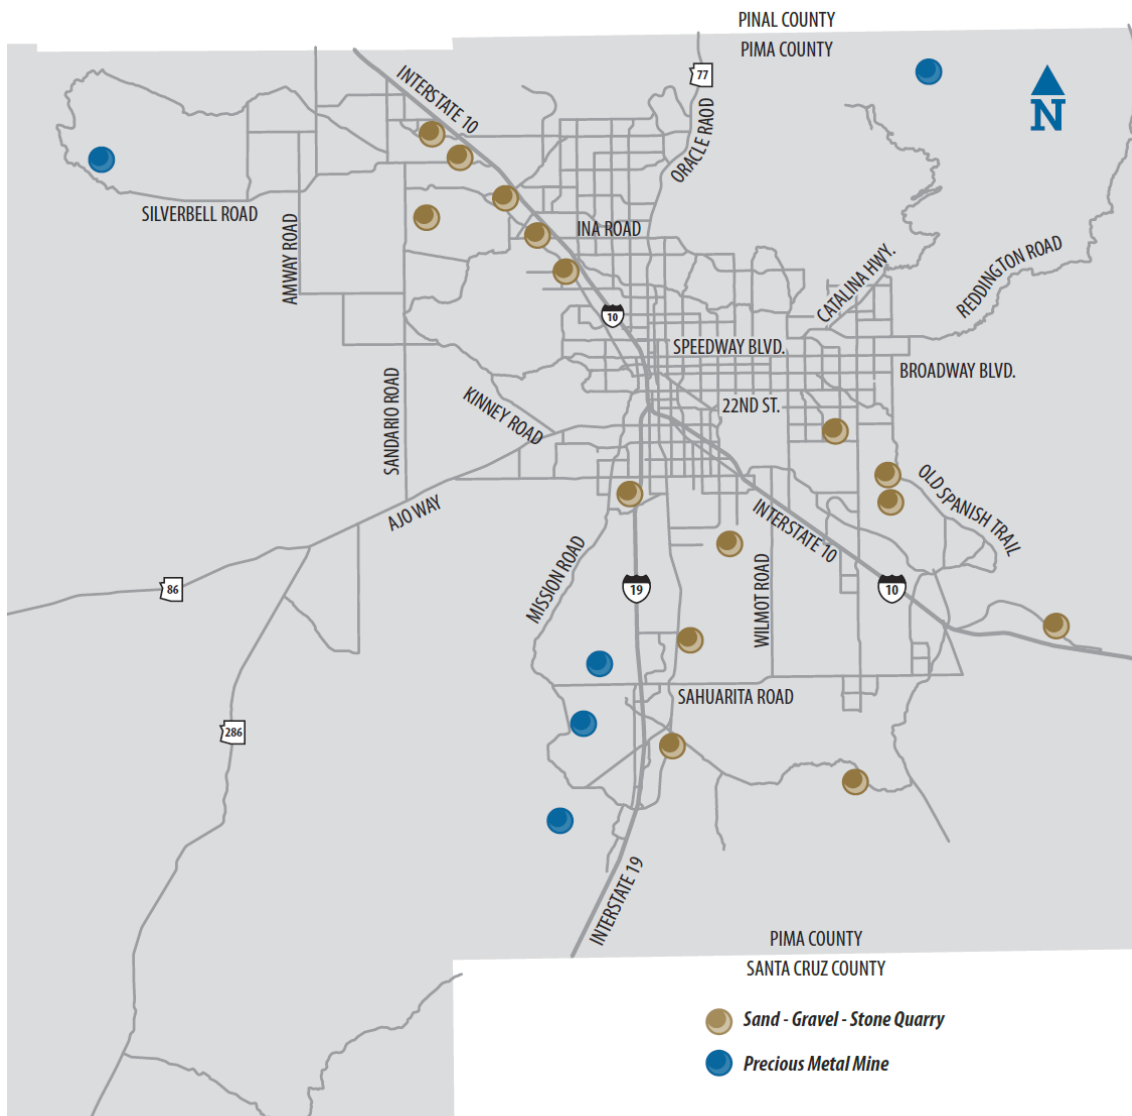 PINAL COUNTY
PIMA COUNTY
77
N
INTERSTATE 10
ORACLE RAOD
SILVERBELL ROAD
AMWAY ROAD
INA ROAD
CATALINA HWY.
REDDINGTON ROAD
10
SPEEDWAY BLVD.
BROADWAY BLVD.
SANDARIO ROAD
KINNEY ROAD
22ND ST.
AJO WAY
OLD SPANISH TRAIL
INTERSTATE 10
MISSION ROAD
WILMOT ROAD
86
19
10
SAHUARITA ROAD
286
INTERSTATE 19
PIMA COUNTY
SANTA CRUZ COUNTY
Sand - Gravel - Stone Quarry
Precious Metal Mine